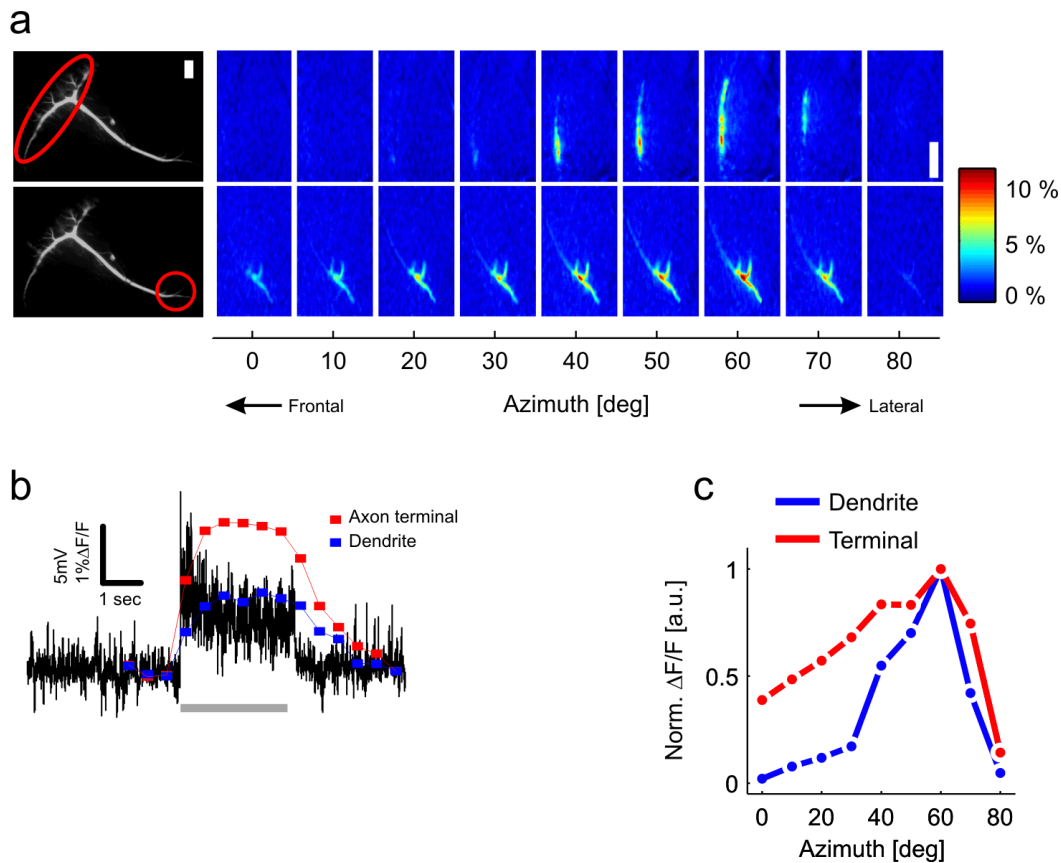 a
10 %
5 %
0 %
0 10 20 30 40 50 60 70 80
Frontal Azimuth [deg] Lateral
b
5mV
1%ΔF/F
1 sec
Axon terminal
Dendrite
c
Dendrite
Terminal
Norm. ΔF/F [a.u.]
1
0.5
0
0 20 40 60 80
Azimuth [deg]